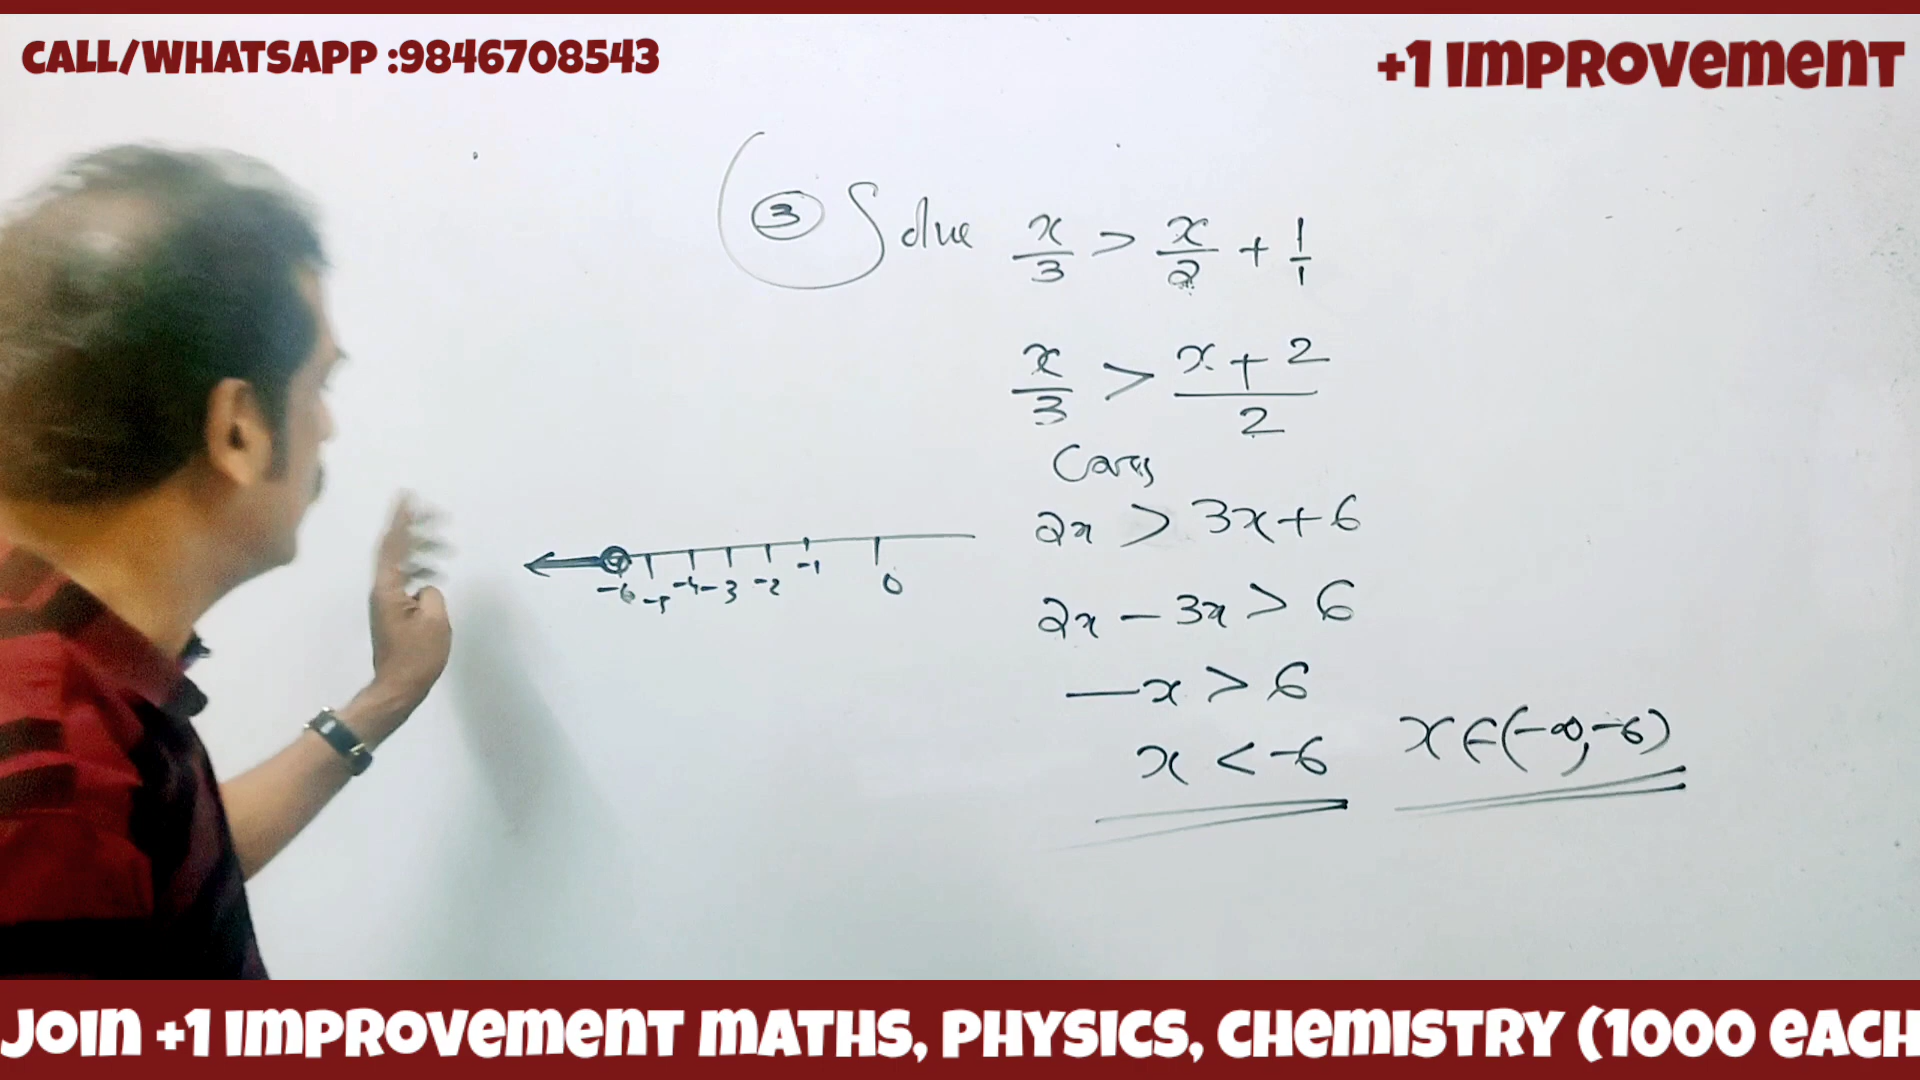 CALL/WHATSAPP :9846708543
+1 IMPROVEMENT
③ Solve x/3 > x/2 + 1/1
x/3 > (x + 2)/2
2x > 3x + 6
2x - 3x > 6
-x > 6
x < -6
x ∈ (-∞, -6)
-6 -5 -4 -3 -2 -1 0
JOIN +1 IMPROVEMENT MATHS, PHYSICS, CHEMISTRY (1000 EACH